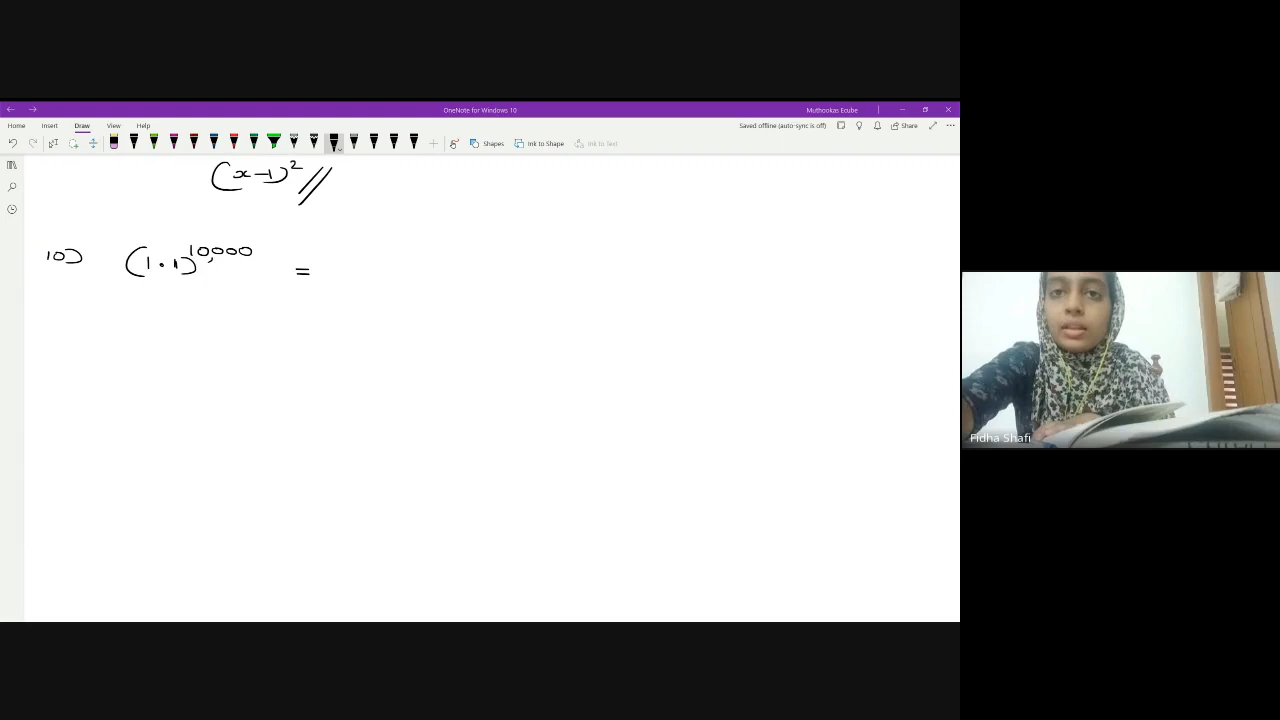 OneNote for Windows 10
Muthookas Ecube
Home Insert Draw View Help
Saved offline (auto-sync is off)
Share
Shapes
Ink to Shape
Ink to Text
(x-1)²//
10) (1.1)^10,000 =
Fidha Shafi